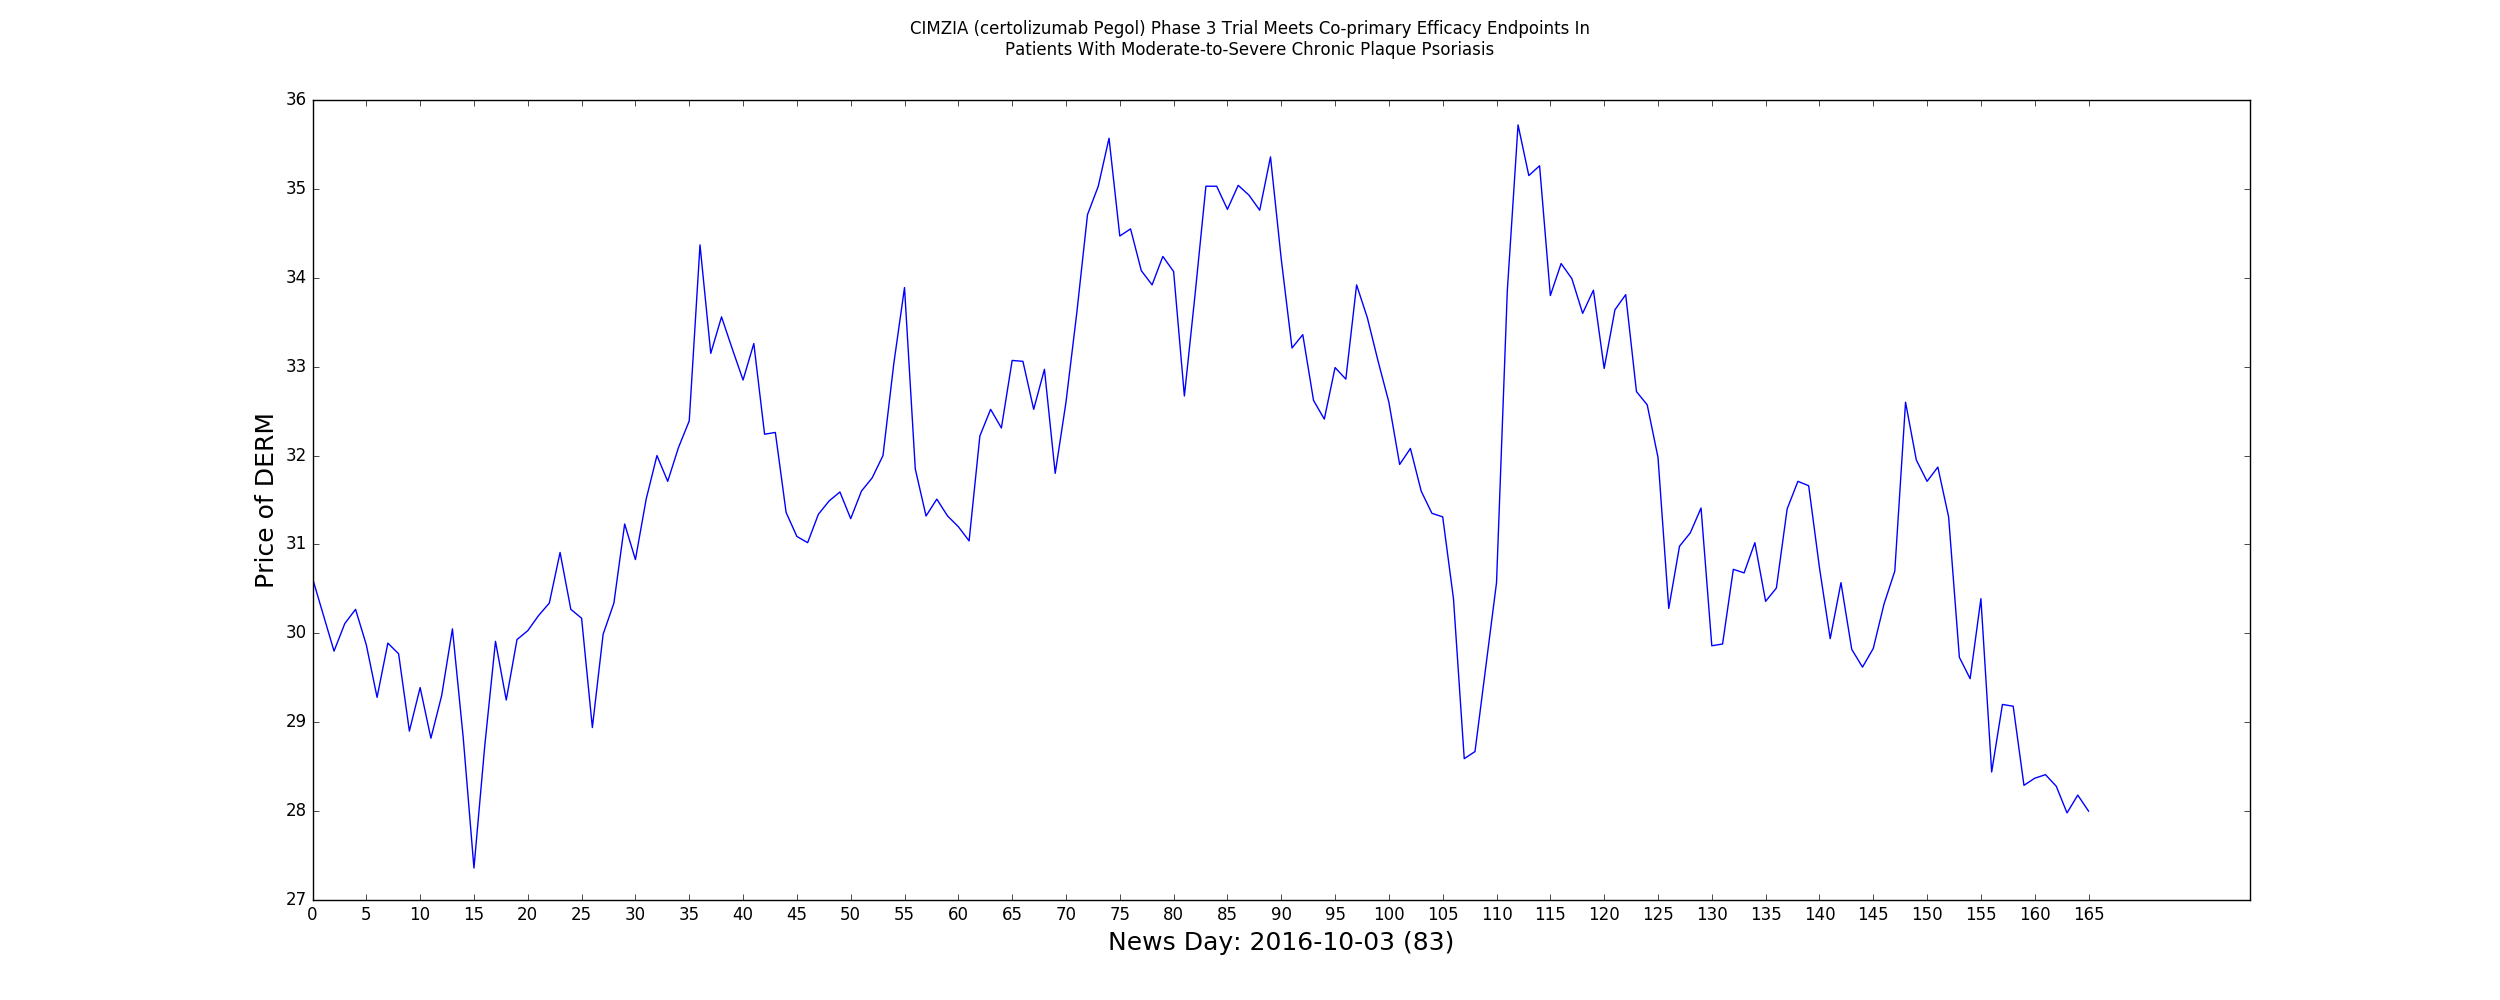 CIMZIA (certolizumab Pegol) Phase 3 Trial Meets Co-primary Efficacy Endpoints In
Patients With Moderate-to-Severe Chronic Plaque Psoriasis
36
35
34
33
32
31
30
29
28
27
Price of DERM
0 5 10 15 20 25 30 35 40 45 50 55 60 65 70 75 80 85 90 95 100 105 110 115 120 125 130 135 140 145 150 155 160 165
News Day: 2016-10-03 (83)